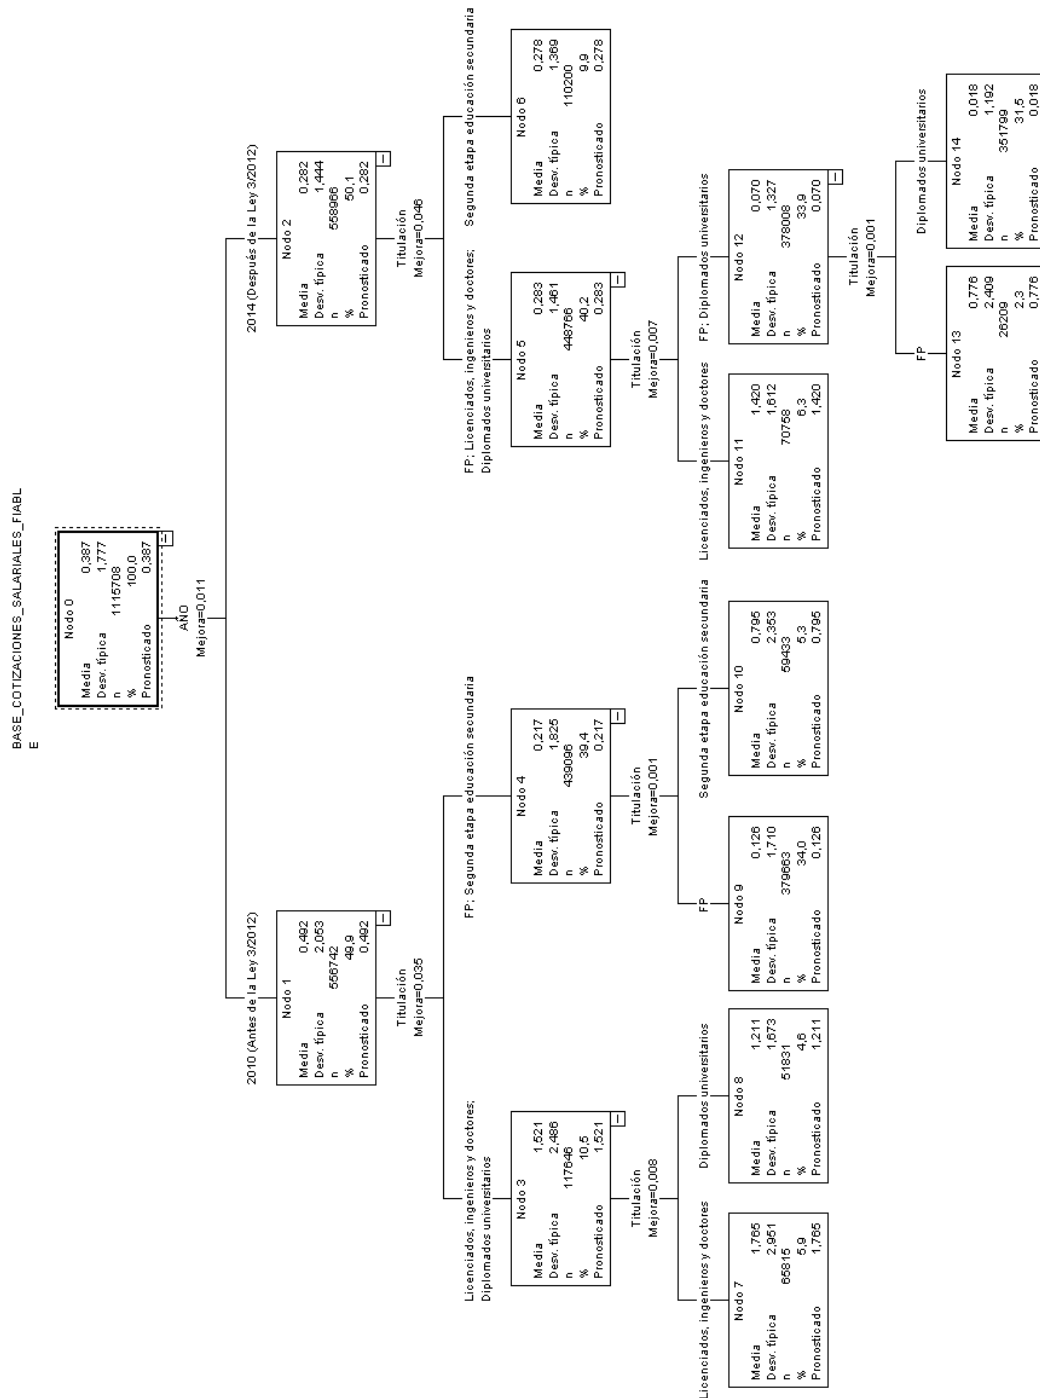 BASE_COTIZACIONES_SALARIALES_FIABL
E
Nodo 0
Media 0,387
Desv. típica 1,777
n 1115708
% 100,0
Pronosticado 0,387
AÑO
Mejora=0,011
2010 (Antes de la Ley 3/2012)
Nodo 1
Media 0,492
Desv. típica 2,053
n 556742
% 49,9
Pronosticado 0,492
Titulación
Mejora=0,035
2014 (Después de la Ley 3/2012)
Nodo 2
Media 0,282
Desv. típica 1,444
n 558966
% 50,1
Pronosticado 0,282
Titulación
Mejora=0,046
Licenciados, ingenieros y doctores;
Diplomados universitarios
Nodo 3
Media 1,521
Desv. típica 2,486
n 117646
% 10,5
Pronosticado 1,521
Titulación
Mejora=0,008
FP; Segunda etapa educación secundaria
Nodo 4
Media 0,217
Desv. típica 1,825
n 439096
% 39,4
Pronosticado 0,217
Titulación
Mejora=0,001
FP; Licenciados, ingenieros y doctores;
Diplomados universitarios
Nodo 5
Media 0,283
Desv. típica 1,461
n 448766
% 40,2
Pronosticado 0,283
Titulación
Mejora=0,007
Segunda etapa educación secundaria
Nodo 6
Media 0,278
Desv. típica 1,369
n 110200
% 9,9
Pronosticado 0,278
Licenciados, ingenieros y doctores
Nodo 7
Media 1,765
Desv. típica 2,951
n 65815
% 5,9
Pronosticado 1,765
Diplomados universitarios
Nodo 8
Media 1,211
Desv. típica 1,673
n 51831
% 4,6
Pronosticado 1,211
FP
Nodo 9
Media 0,126
Desv. típica 1,710
n 379663
% 34,0
Pronosticado 0,126
Segunda etapa educación secundaria
Nodo 10
Media 0,795
Desv. típica 2,353
n 59433
% 5,3
Pronosticado 0,795
Licenciados, ingenieros y doctores
Nodo 11
Media 1,420
Desv. típica 1,612
n 70758
% 6,3
Pronosticado 1,420
FP; Diplomados universitarios
Nodo 12
Media 0,070
Desv. típica 1,327
n 378008
% 33,9
Pronosticado 0,070
Titulación
Mejora=0,001
FP
Nodo 13
Media 0,776
Desv. típica 2,409
n 26209
% 2,3
Pronosticado 0,776
Diplomados universitarios
Nodo 14
Media 0,018
Desv. típica 1,192
n 351799
% 31,5
Pronosticado 0,018